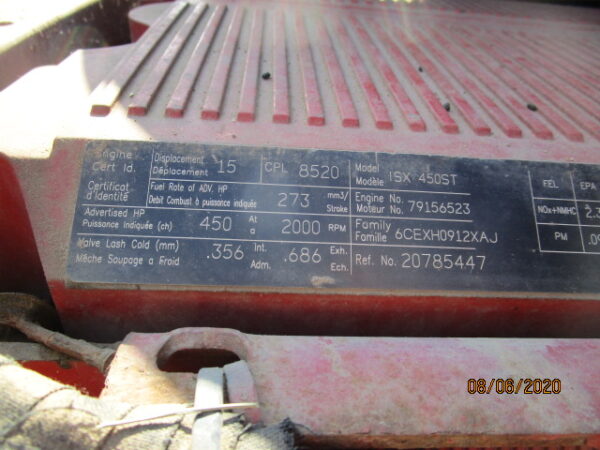 Engine
Cert Id.
Certificat
d'identité
Displacement
Déplacement 15
CPL 8520
Model
Modèle ISX 450ST
Fuel Rate of ADV. HP
Debit Combust à puissance indiquée 273 mm3/
Stroke
Engine No.
Moteur No. 79156523
Advertised HP
Puissance Indiquée (ch) 450 At
a 2000 RPM
Family
Famille 6CEXH0912XAJ
Valve Lash Cold (mm)
Mèche Soupage a Froid .356 Int.
Adm. .686 Exh.
Ech.
Ref. No. 20785447
FEL EPA
NOx+NMHC 2.
PM .0
08/06/2020